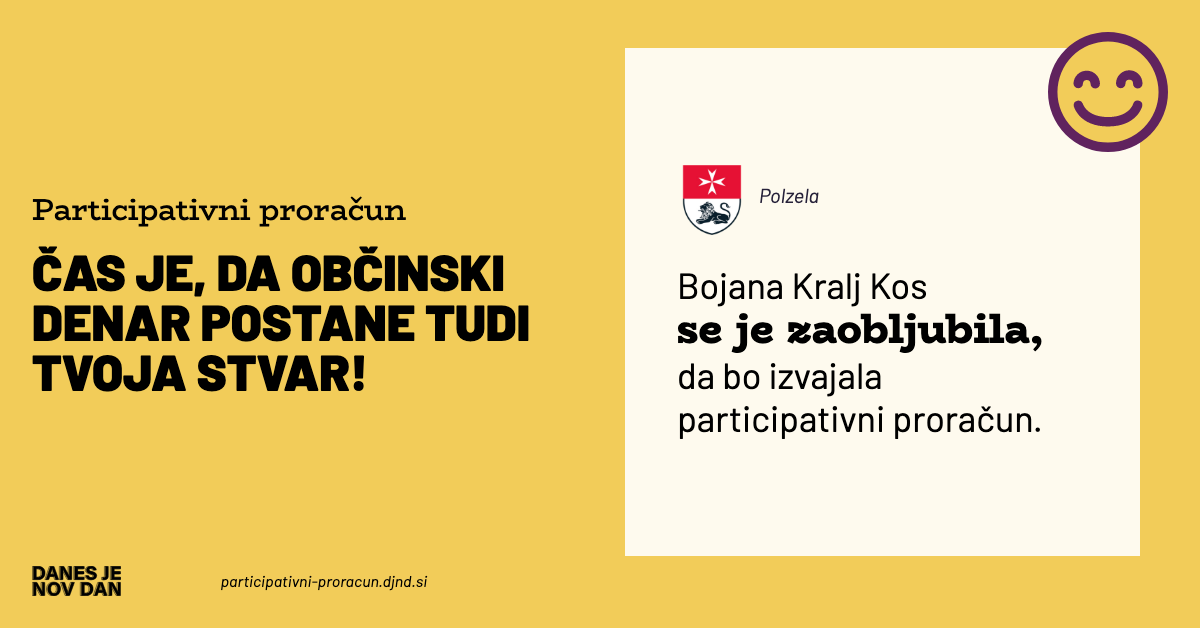 Participativni proračun
ČAS JE, DA OBČINSKI
DENAR POSTANE TUDI
TVOJA STVAR!
DANES JE
NOV DAN
participativni-proracun.djnd.si
Polzela
Bojana Kralj Kos
se je zaobljubila,
da bo izvajala
participativni proračun.